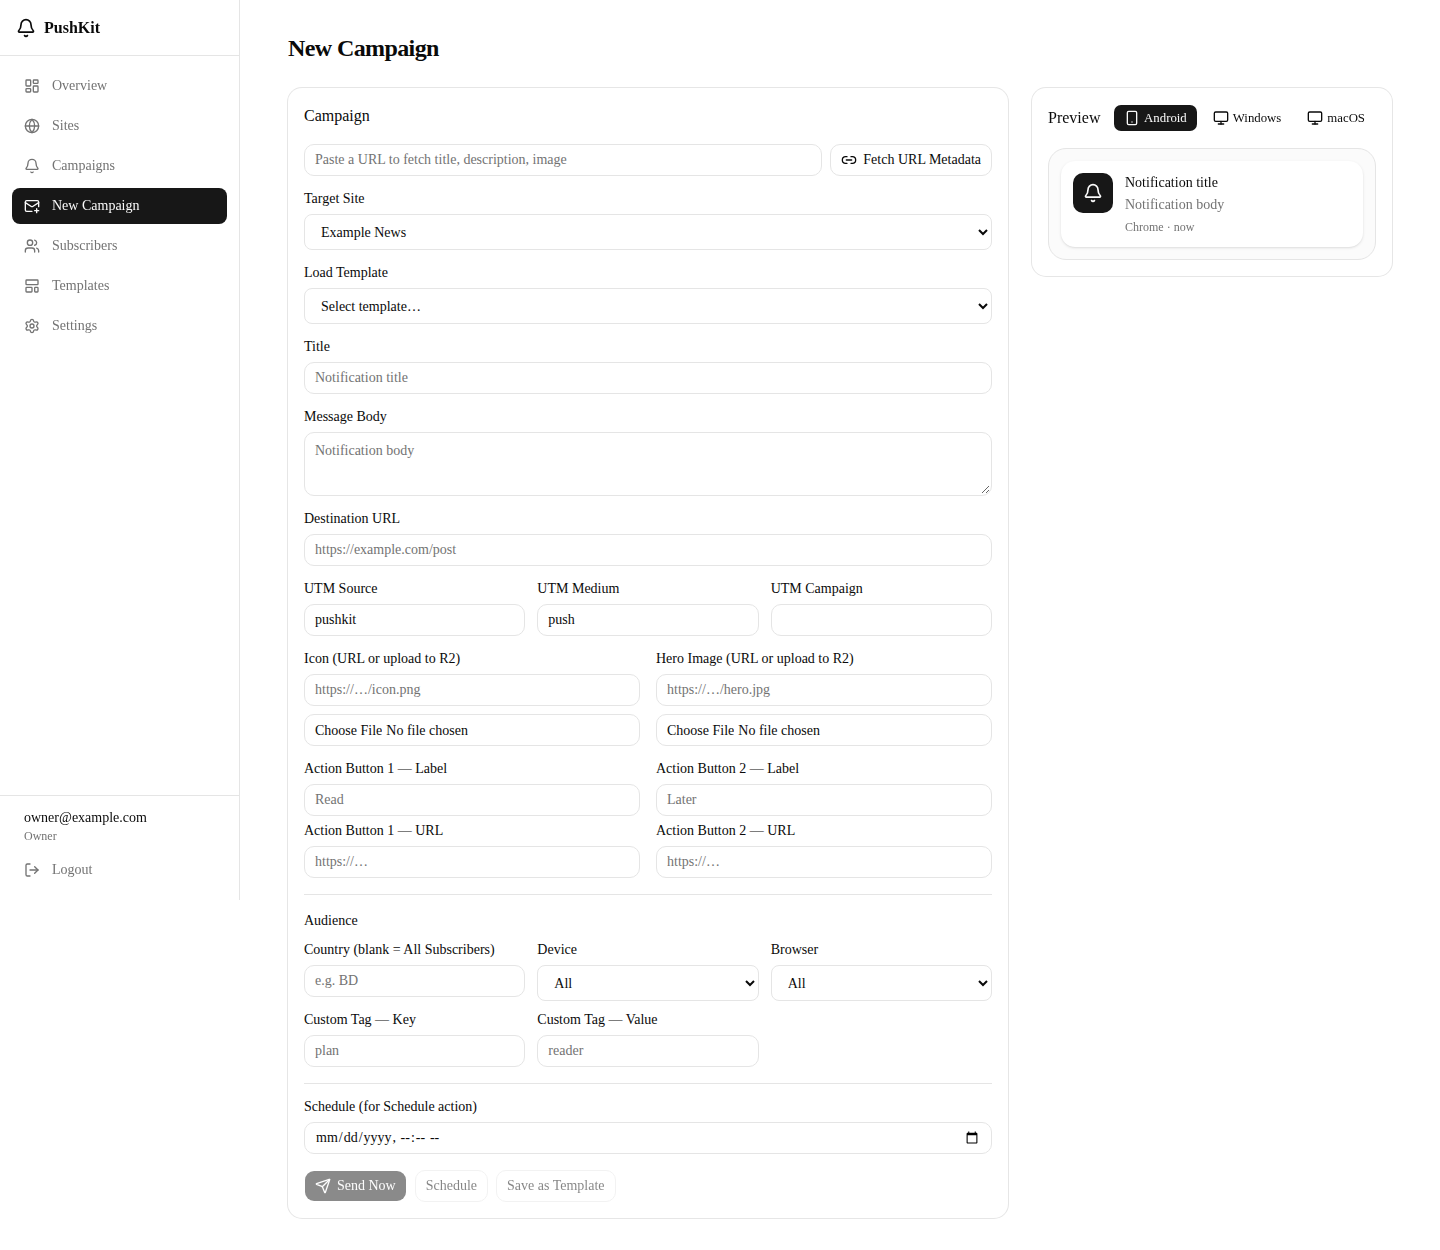 PushKit
Overview
Sites
Campaigns
New Campaign
Subscribers
Templates
Settings
owner@example.com
Owner
Logout
New Campaign
Campaign
Paste a URL to fetch title, description, image
Fetch URL Metadata
Target Site
Example News
Load Template
Select template…
Title
Notification title
Message Body
Notification body
Destination URL
https://example.com/post
UTM Source UTM Medium UTM Campaign
pushkit push
Icon (URL or upload to R2) Hero Image (URL or upload to R2)
https://…/icon.png https://…/hero.jpg
Choose File No file chosen Choose File No file chosen
Action Button 1 — Label Action Button 2 — Label
Read Later
Action Button 1 — URL Action Button 2 — URL
https://… https://…
Audience
Country (blank = All Subscribers) Device Browser
e.g. BD All All
Custom Tag — Key Custom Tag — Value
plan reader
Schedule (for Schedule action)
mm/dd/yyyy, --:-- --
Send Now Schedule Save as Template
Preview Android Windows macOS
Notification title
Notification body
Chrome · now